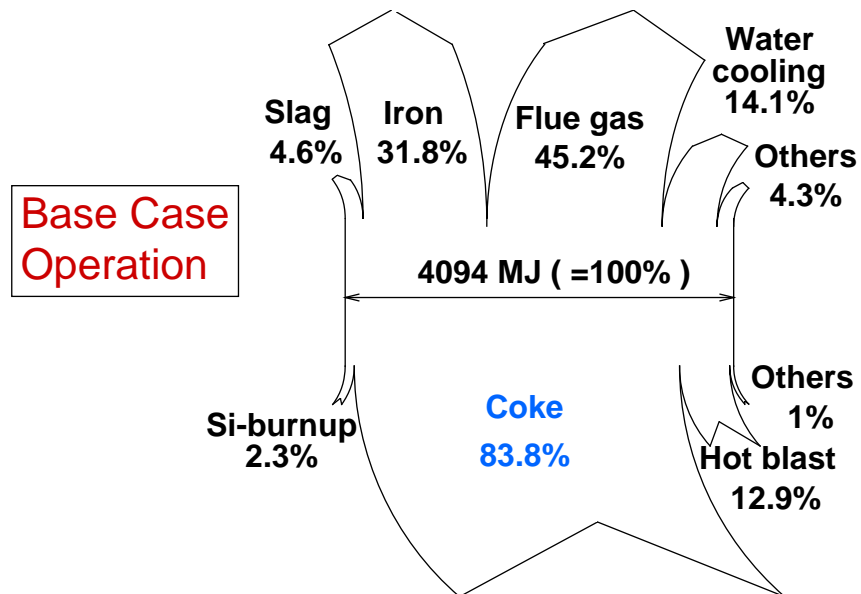 Water
cooling
14.1%
Slag
4.6%
Iron
31.8%
Flue gas
45.2%
Others
4.3%
Base Case
Operation
4094 MJ ( =100% )
Si-burnup
2.3%
Coke
83.8%
Others
1%
Hot blast
12.9%